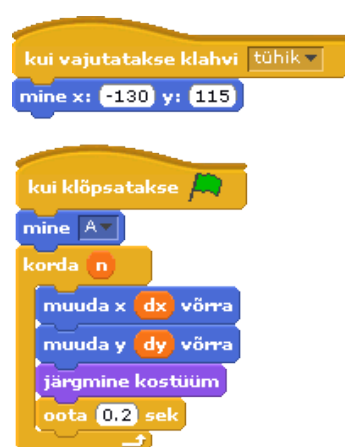 kui vajutatakse klahvi tühik
mine x: -130 y: 115
kui klõpsatakse
mine A
korda n
muuda x dx võrra
muuda y dy võrra
järgmine kostüüm
oota 0.2 sek